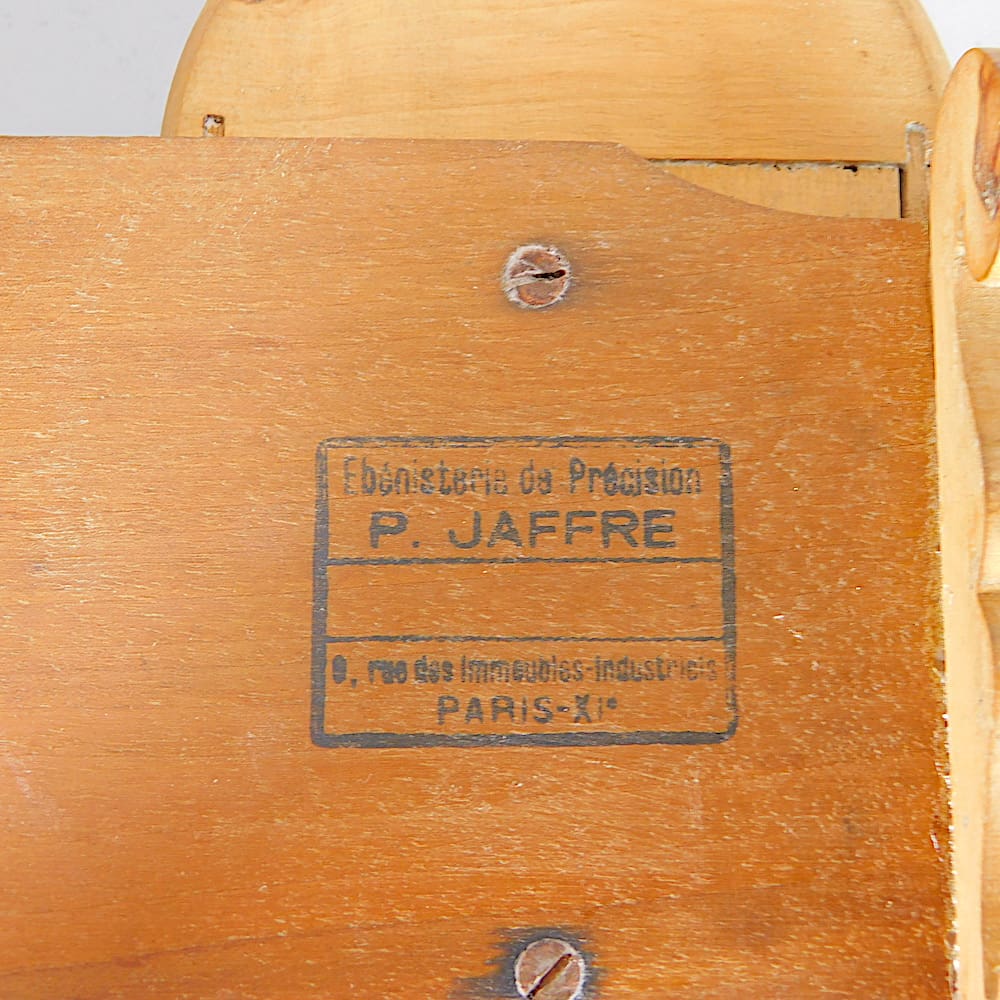 Ebénisterie de Précision
P. JAFFRE
9, rue des Immeubles-Industriels
PARIS-XIe